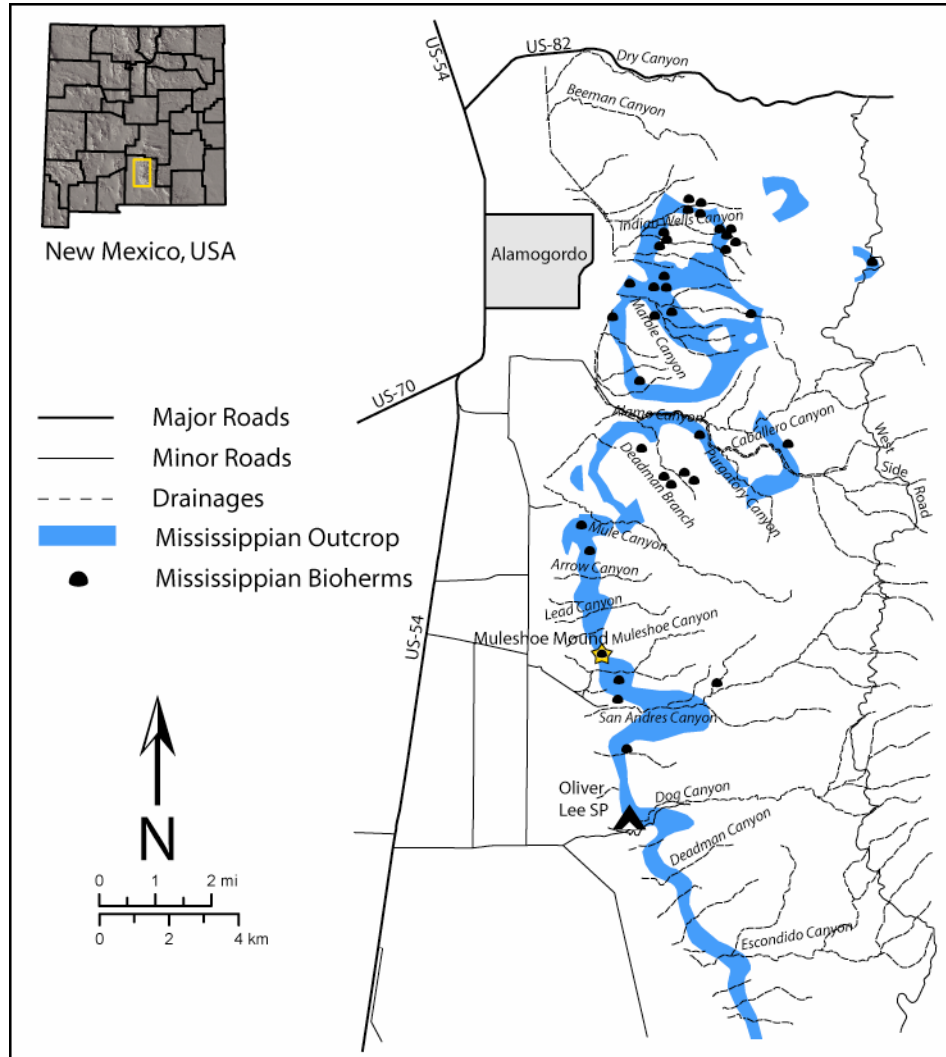 New Mexico, USA
US-54
US-82
Dry Canyon
Beeman Canyon
Indian Wells Canyon
Alamogordo
Marble Canyon
US-70
Alamo Canyon
Caballero Canyon
West
Side
Road
Deadman Branch
Purgatory Canyon
Mule Canyon
Arrow Canyon
Lead Canyon
Muleshoe Mound
Muleshoe Canyon
US-54
San Andres Canyon
Oliver
Lee SP
Dog Canyon
Deadman Canyon
Escondido Canyon
Major Roads
Minor Roads
Drainages
Mississippian Outcrop
Mississippian Bioherms
N
0 1 2 mi
0 2 4 km